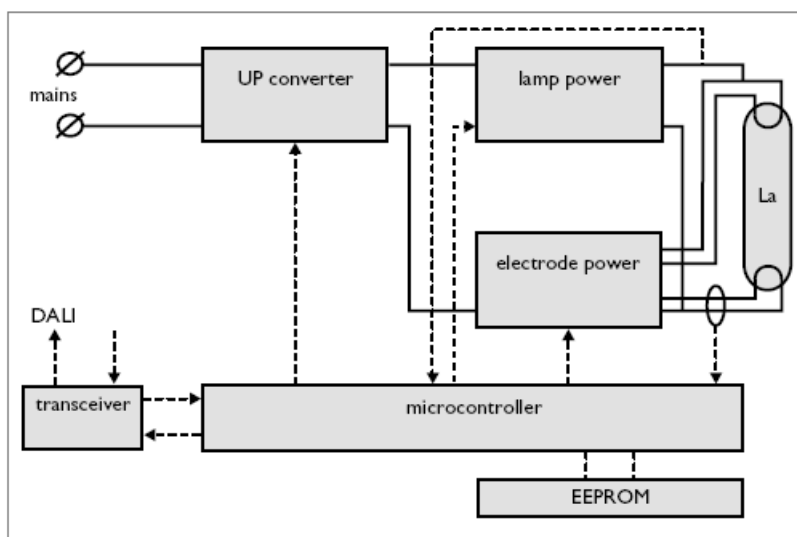 UP converter
lamp power
mains
La
electrode power
DALI
transceiver
microcontroller
EEPROM